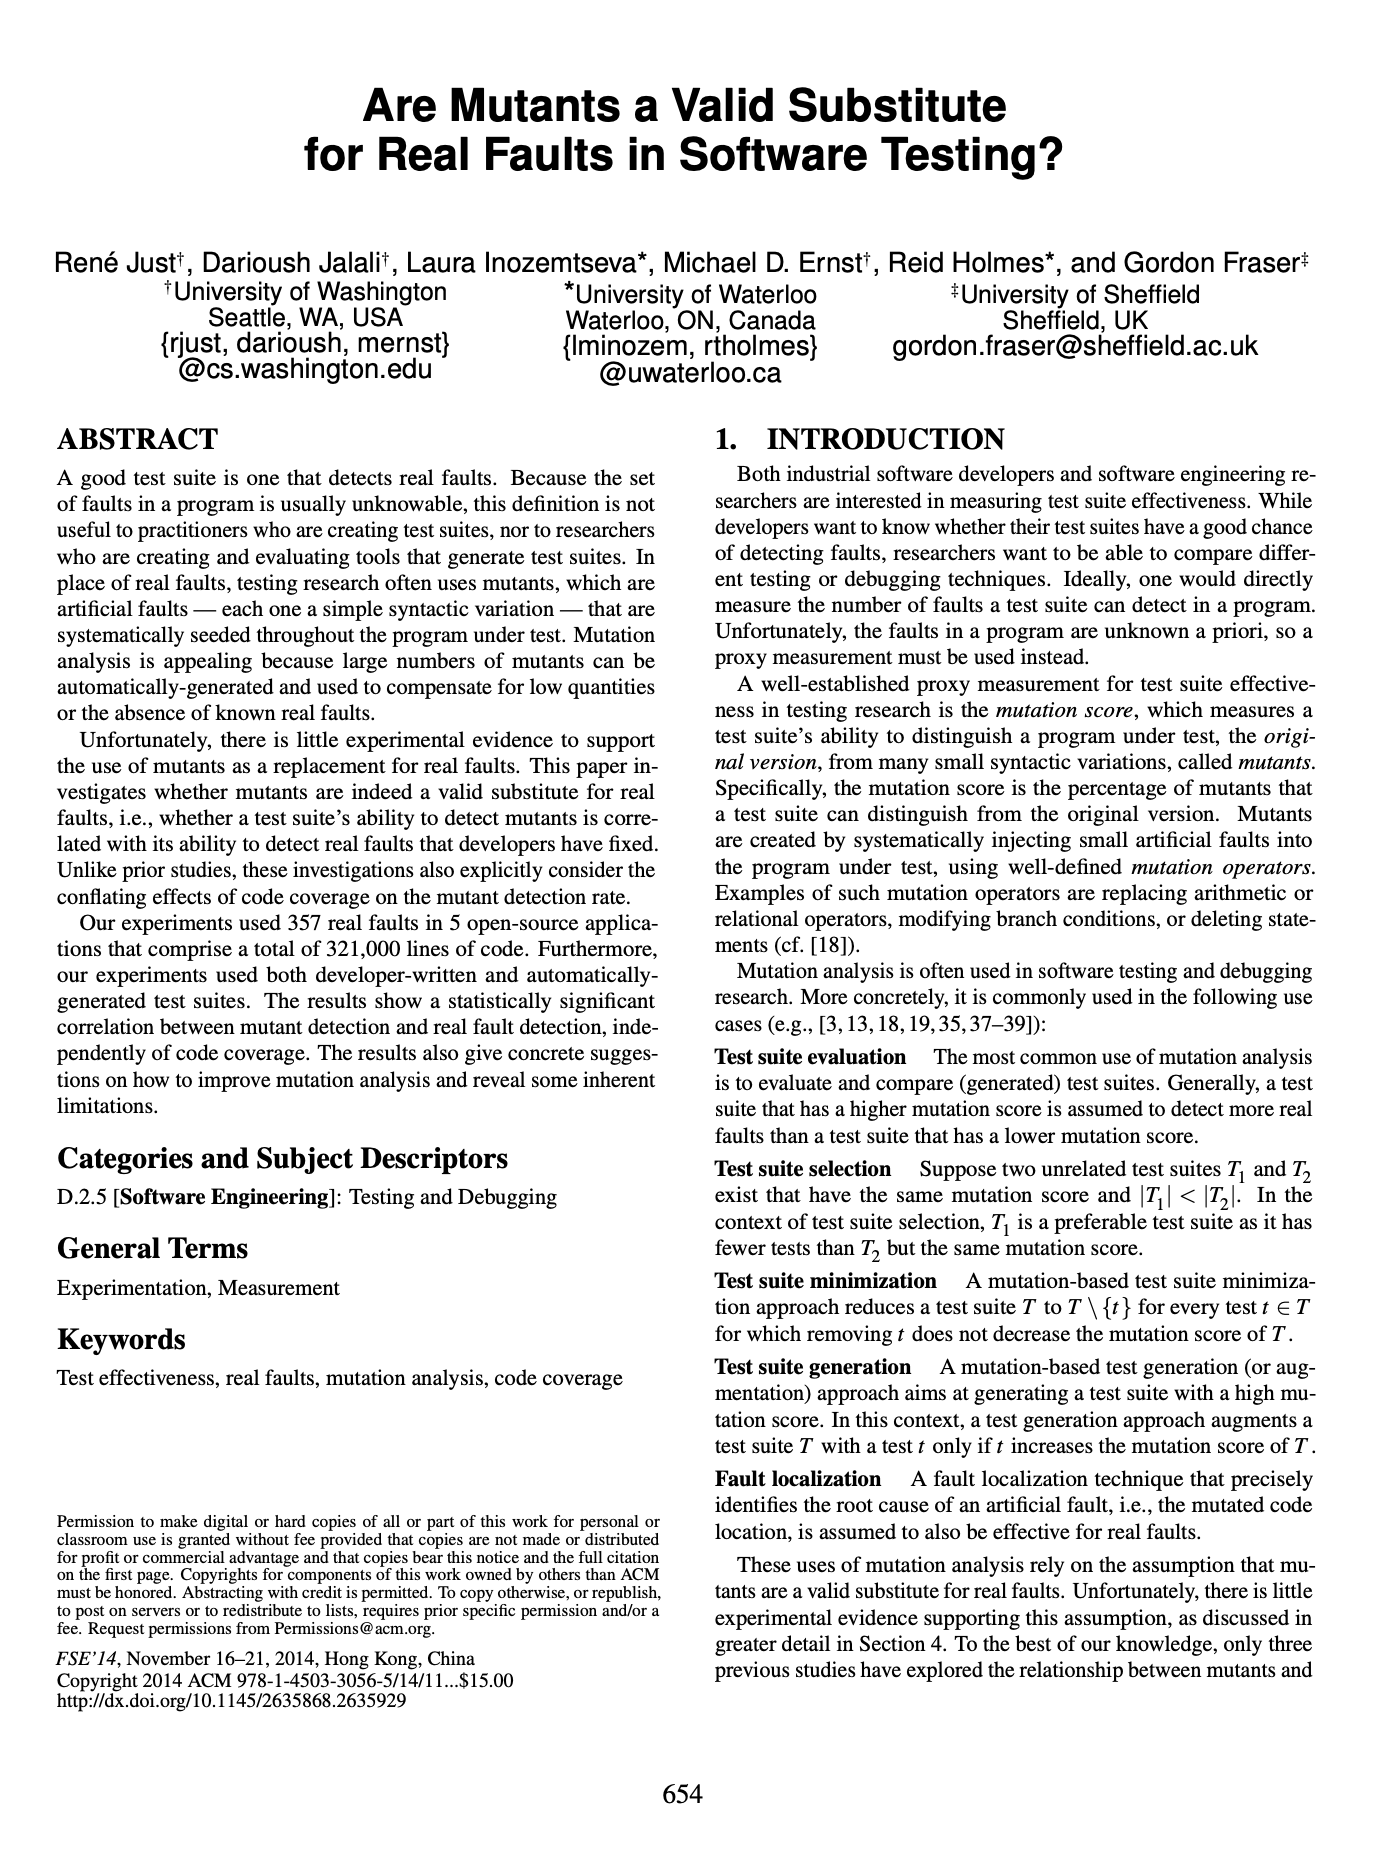 Are Mutants a Valid Substitute
for Real Faults in Software Testing?
René Just†, Darioush Jalali†, Laura Inozemtseva*, Michael D. Ernst†, Reid Holmes*, and Gordon Fraser‡
†University of Washington
Seattle, WA, USA
{rjust, darioush, mernst}
@cs.washington.edu
*University of Waterloo
Waterloo, ON, Canada
{lminozem, rtholmes}
@uwaterloo.ca
‡University of Sheffield
Sheffield, UK
gordon.fraser@sheffield.ac.uk
ABSTRACT
A good test suite is one that detects real faults. Because the set
of faults in a program is usually unknowable, this definition is not
useful to practitioners who are creating test suites, nor to researchers
who are creating and evaluating tools that generate test suites. In
place of real faults, testing research often uses mutants, which are
artificial faults — each one a simple syntactic variation — that are
systematically seeded throughout the program under test. Mutation
analysis is appealing because large numbers of mutants can be
automatically-generated and used to compensate for low quantities
or the absence of known real faults.
Unfortunately, there is little experimental evidence to support
the use of mutants as a replacement for real faults. This paper in-
vestigates whether mutants are indeed a valid substitute for real
faults, i.e., whether a test suite's ability to detect mutants is corre-
lated with its ability to detect real faults that developers have fixed.
Unlike prior studies, these investigations also explicitly consider the
conflating effects of code coverage on the mutant detection rate.
Our experiments used 357 real faults in 5 open-source applica-
tions that comprise a total of 321,000 lines of code. Furthermore,
our experiments used both developer-written and automatically-
generated test suites. The results show a statistically significant
correlation between mutant detection and real fault detection, inde-
pendently of code coverage. The results also give concrete sugges-
tions on how to improve mutation analysis and reveal some inherent
limitations.
Categories and Subject Descriptors
D.2.5 [Software Engineering]: Testing and Debugging
General Terms
Experimentation, Measurement
Keywords
Test effectiveness, real faults, mutation analysis, code coverage
Permission to make digital or hard copies of all or part of this work for personal or
classroom use is granted without fee provided that copies are not made or distributed
for profit or commercial advantage and that copies bear this notice and the full citation
on the first page. Copyrights for components of this work owned by others than ACM
must be honored. Abstracting with credit is permitted. To copy otherwise, or republish,
to post on servers or to redistribute to lists, requires prior specific permission and/or a
fee. Request permissions from Permissions@acm.org.
FSE'14, November 16–21, 2014, Hong Kong, China
Copyright 2014 ACM 978-1-4503-3056-5/14/11...$15.00
http://dx.doi.org/10.1145/2635868.2635929
1. INTRODUCTION
Both industrial software developers and software engineering re-
searchers are interested in measuring test suite effectiveness. While
developers want to know whether their test suites have a good chance
of detecting faults, researchers want to be able to compare differ-
ent testing or debugging techniques. Ideally, one would directly
measure the number of faults a test suite can detect in a program.
Unfortunately, the faults in a program are unknown a priori, so a
proxy measurement must be used instead.
A well-established proxy measurement for test suite effective-
ness in testing research is the mutation score, which measures a
test suite's ability to distinguish a program under test, the origi-
nal version, from many small syntactic variations, called mutants.
Specifically, the mutation score is the percentage of mutants that
a test suite can distinguish from the original version. Mutants
are created by systematically injecting small artificial faults into
the program under test, using well-defined mutation operators.
Examples of such mutation operators are replacing arithmetic or
relational operators, modifying branch conditions, or deleting state-
ments (cf. [18]).
Mutation analysis is often used in software testing and debugging
research. More concretely, it is commonly used in the following use
cases (e.g., [3, 13, 18, 19, 35, 37–39]):
Test suite evaluation The most common use of mutation analysis
is to evaluate and compare (generated) test suites. Generally, a test
suite that has a higher mutation score is assumed to detect more real
faults than a test suite that has a lower mutation score.
Test suite selection Suppose two unrelated test suites T₁ and T₂
exist that have the same mutation score and |T₁| < |T₂|. In the
context of test suite selection, T₁ is a preferable test suite as it has
fewer tests than T₂ but the same mutation score.
Test suite minimization A mutation-based test suite minimiza-
tion approach reduces a test suite T to T \ {t} for every test t ∈ T
for which removing t does not decrease the mutation score of T.
Test suite generation A mutation-based test generation (or aug-
mentation) approach aims at generating a test suite with a high mu-
tation score. In this context, a test generation approach augments a
test suite T with a test t only if t increases the mutation score of T.
Fault localization A fault localization technique that precisely
identifies the root cause of an artificial fault, i.e., the mutated code
location, is assumed to also be effective for real faults.
These uses of mutation analysis rely on the assumption that mu-
tants are a valid substitute for real faults. Unfortunately, there is little
experimental evidence supporting this assumption, as discussed in
greater detail in Section 4. To the best of our knowledge, only three
previous studies have explored the relationship between mutants and
654